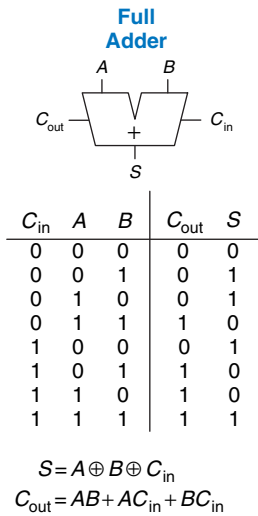 Full
Adder
A B
Cout Cin
+
S
Cin A B Cout S
0 0 0 0 0
0 0 1 0 1
0 1 0 0 1
0 1 1 1 0
1 0 0 0 1
1 0 1 1 0
1 1 0 1 0
1 1 1 1 1
S = A ⊕ B ⊕ Cin
Cout = AB + ACin + BCin